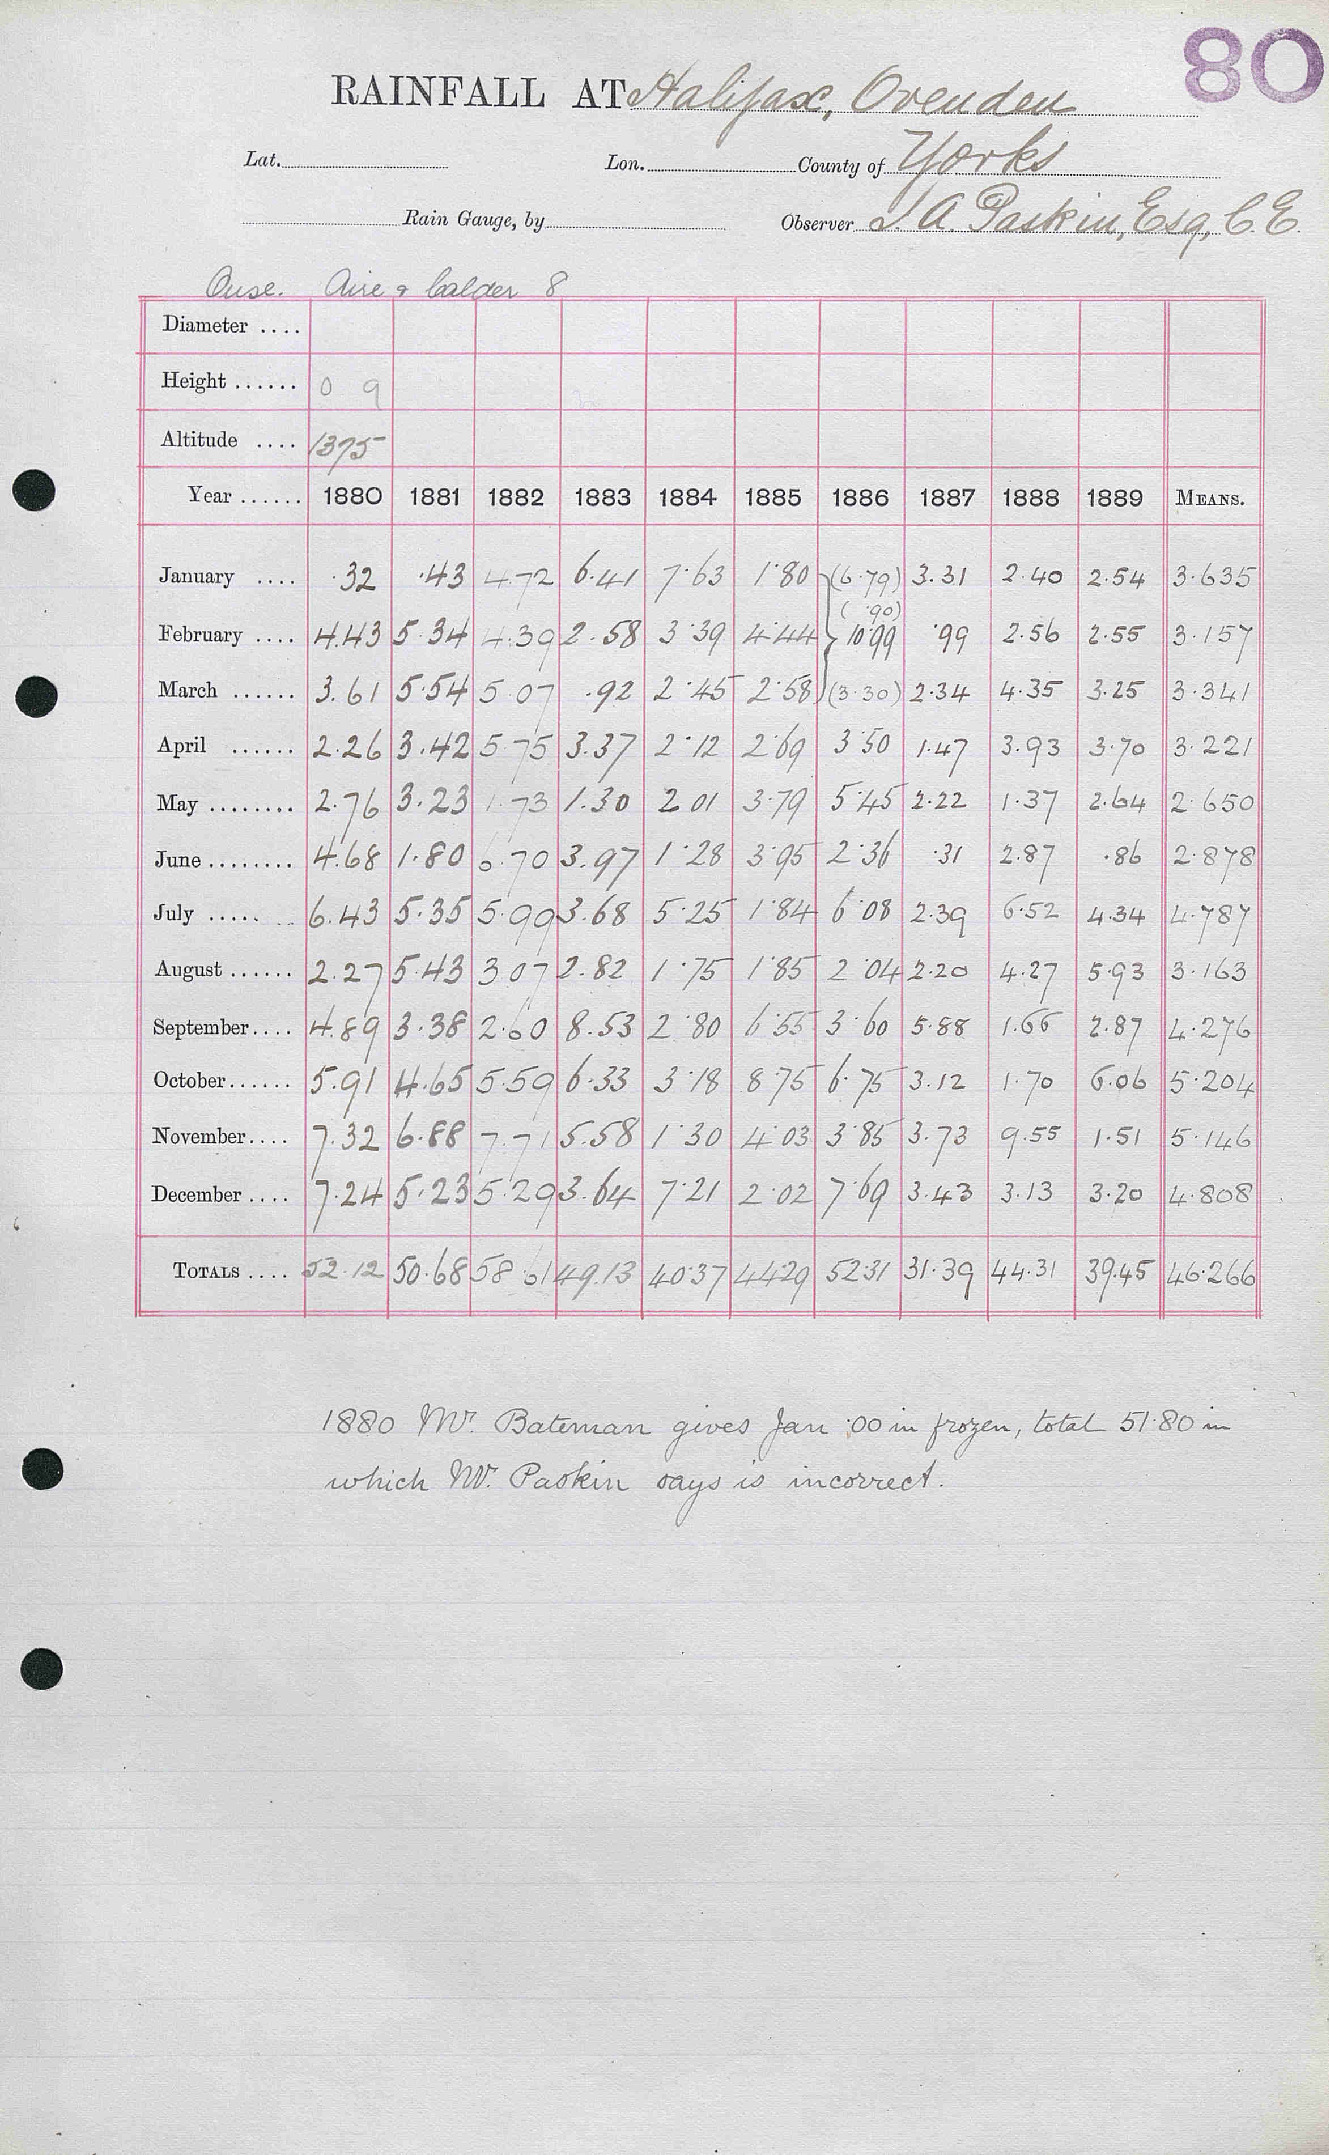 80
RAINFALL AT Halifax, Ovenden
Lat. Lon. County of Yorks
Rain Gauge, by Observer J. A. Paskin, Esq, C.E.
Ouse. Aire & Calder 8
Diameter ....
Height ...... 0 9
Altitude .... 1375
Year ...... 1880 1881 1882 1883 1884 1885 1886 1887 1888 1889 MEANS.
January .... .32 .43 4.72 6.41 7.63 1.80 (6.79) 3.31 2.40 2.54 3.635
(.90)
February .... 4.43 5.34 4.39 2.58 3.39 4.44 10.99 .99 2.56 2.55 3.157
March ...... 3.61 5.54 5.07 .92 2.45 2.58 (3.30) 2.34 4.35 3.25 3.341
April ...... 2.26 3.42 5.75 3.37 2.12 2.69 3.50 1.47 3.93 3.70 3.221
May ........ 2.76 3.23 1.73 1.30 2 01 3.79 5.45 2.22 1.37 2.64 2.650
June ........ 4.68 1.80 6.70 3.97 1.28 3.95 2.36 .31 2.87 .86 2.878
July ..... 6.43 5.35 5.99 3.68 5.25 1.84 6.08 2.39 6.52 4.34 4.787
August ...... 2.27 5.43 3.07 2.82 1.75 1.85 2.04 2.20 4.27 5.93 3.163
September.... 4.89 3.38 2.60 8.53 2.80 6.55 3.60 5.88 1.66 2.87 4.276
October...... 5.91 4.65 5.59 6.33 3.18 8.75 6.75 3.12 1.70 6.06 5.204
November.... 7.32 6.88 7.71 5.58 1.30 4.03 3.85 3.73 9.55 1.51 5.146
December .... 7.24 5.23 5.29 3.64 7.21 2.02 7.69 3.43 3.13 3.20 4.808
TOTALS .... 52.12 50.68 58.61 49.13 40.37 44.29 52.31 31.39 44.31 39.45 46.266
1880 Mr. Bateman gives Jan .00 in frozen, total 51.80 in
which Mr. Paskin says is incorrect.